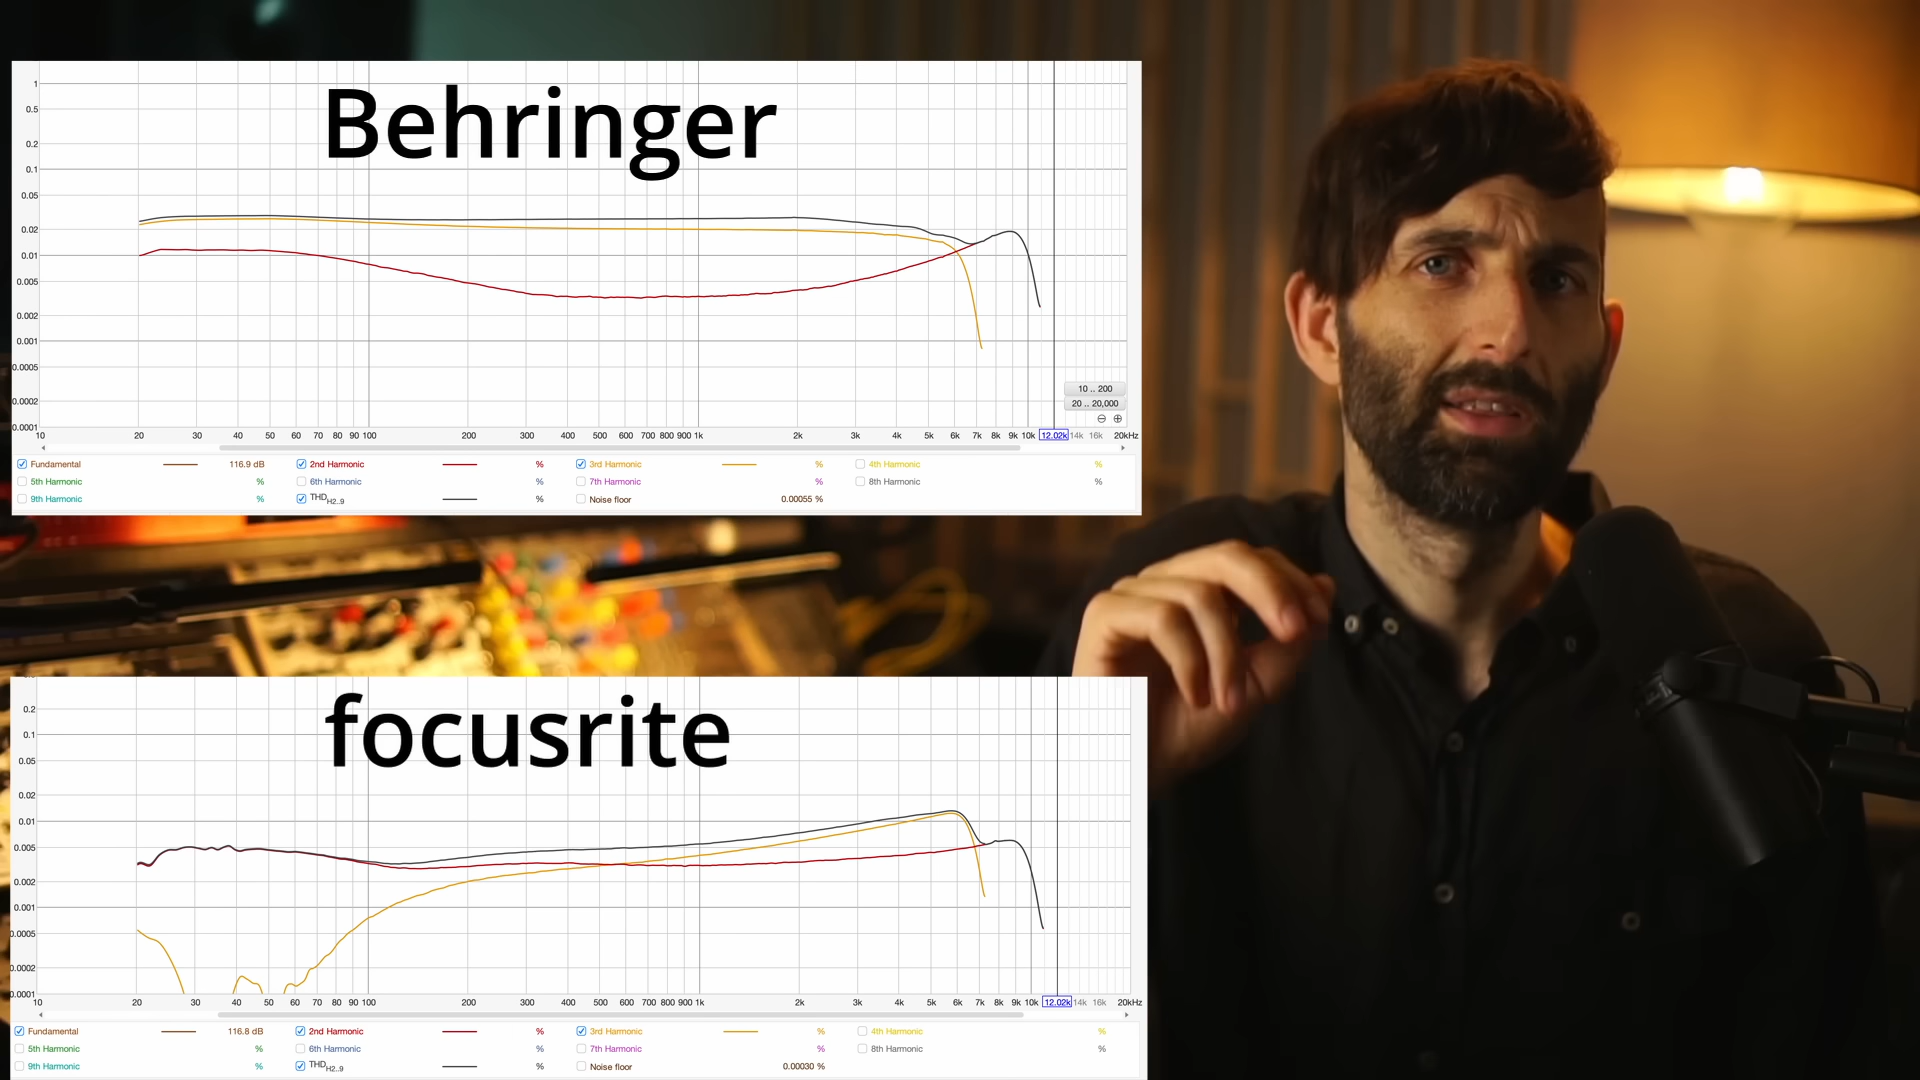 Behringer
1
0.5
0.2
0.1
0.05
0.02
0.01
0.005
0.002
0.001
0.0005
0.0002
0.0001
10 .. 200
20 .. 20,000
10 20 30 40 50 60 70 80 90 100 200 300 400 500 600 700 800 900 1k 2k 3k 4k 5k 6k 7k 8k 9k 10k 12.02k 14k 16k 20kHz
Fundamental 116.9 dB 2nd Harmonic % 3rd Harmonic % 4th Harmonic %
5th Harmonic % 6th Harmonic % 7th Harmonic % 8th Harmonic %
9th Harmonic % THD H2..9 % Noise floor 0.00055 %
focusrite
0.2
0.1
0.05
0.02
0.01
0.005
0.002
0.001
0.0005
0.0002
0.0001
10 20 30 40 50 60 70 80 90 100 200 300 400 500 600 700 800 900 1k 2k 3k 4k 5k 6k 7k 8k 9k 10k 12.02k 14k 16k 20kHz
Fundamental 116.8 dB 2nd Harmonic % 3rd Harmonic % 4th Harmonic %
5th Harmonic % 6th Harmonic % 7th Harmonic % 8th Harmonic %
9th Harmonic % THD H2..9 % Noise floor 0.00030 %